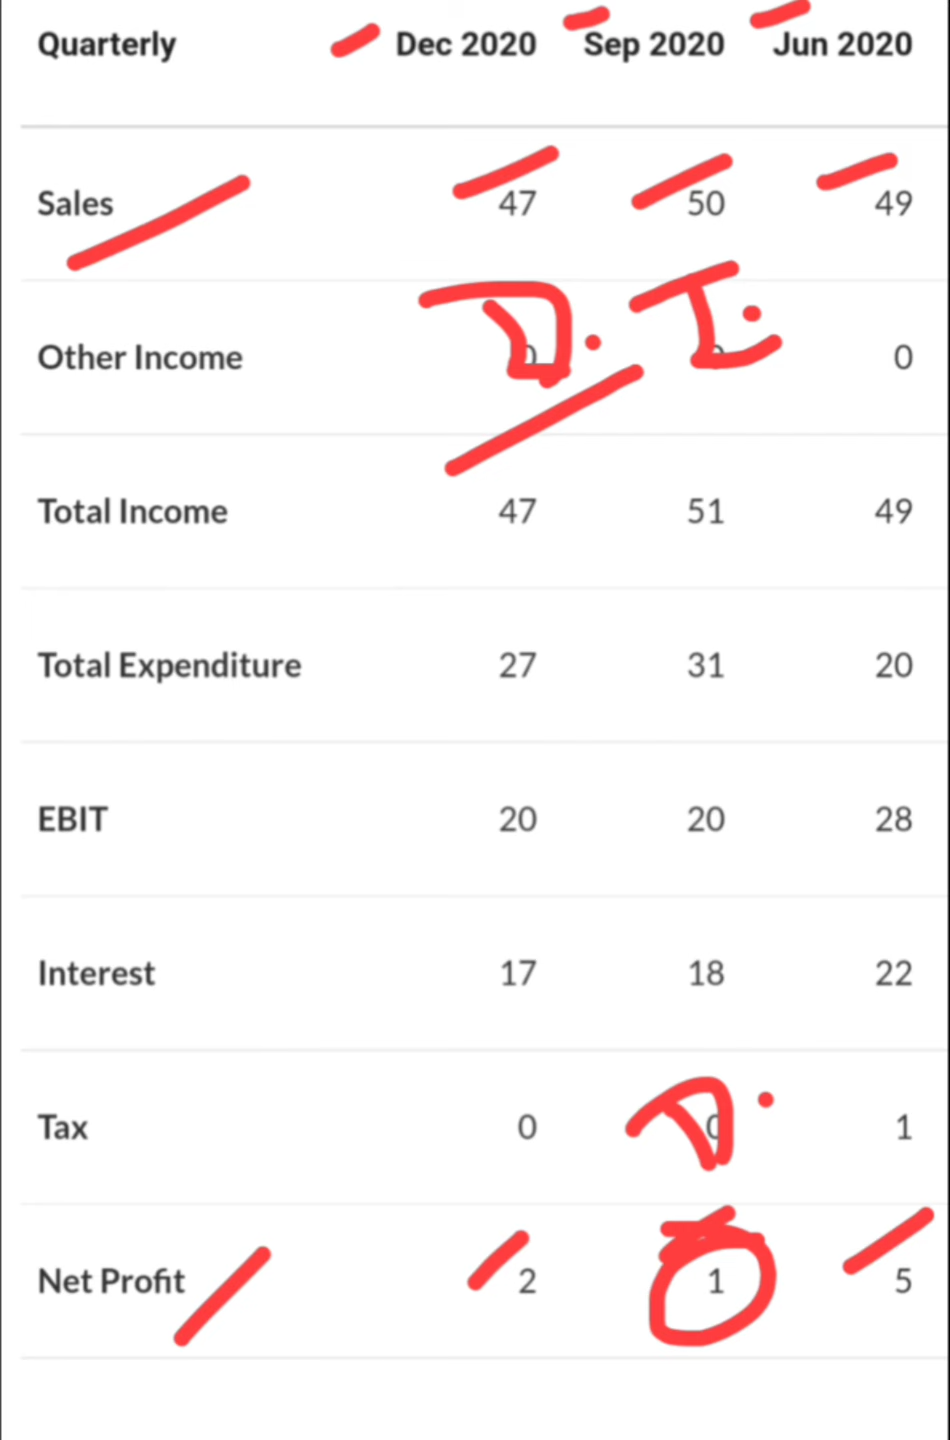 Quarterly Dec 2020 Sep 2020 Jun 2020
Sales 47 50 49
Other Income 0 0
Total Income 47 51 49
Total Expenditure 27 31 20
EBIT 20 20 28
Interest 17 18 22
Tax 0 0 1
Net Profit 2 1 5